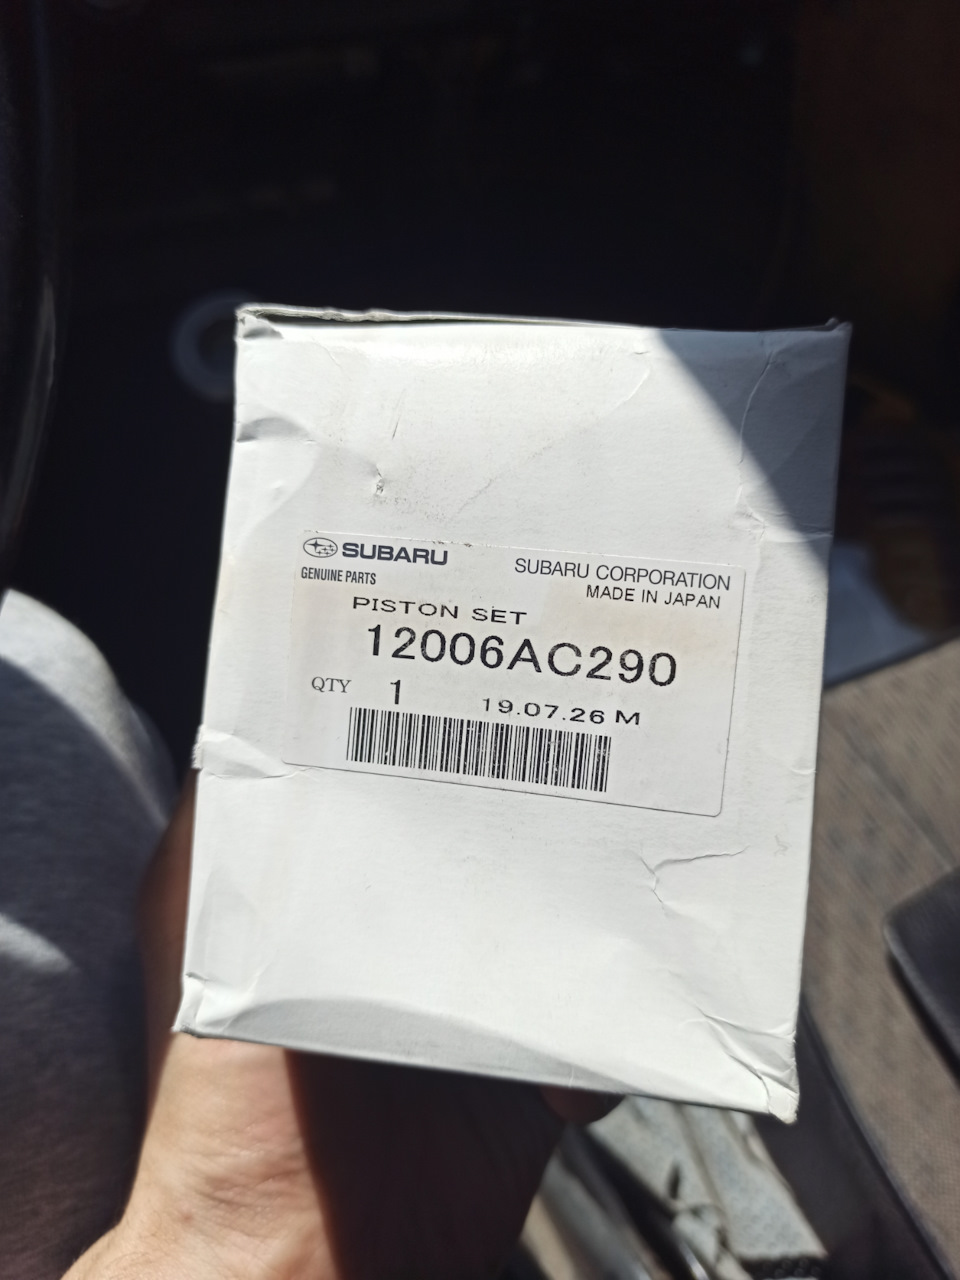 SUBARU
GENUINE PARTS
SUBARU CORPORATION
MADE IN JAPAN
PISTON SET
12006AC290
QTY 1 19.07.26 M